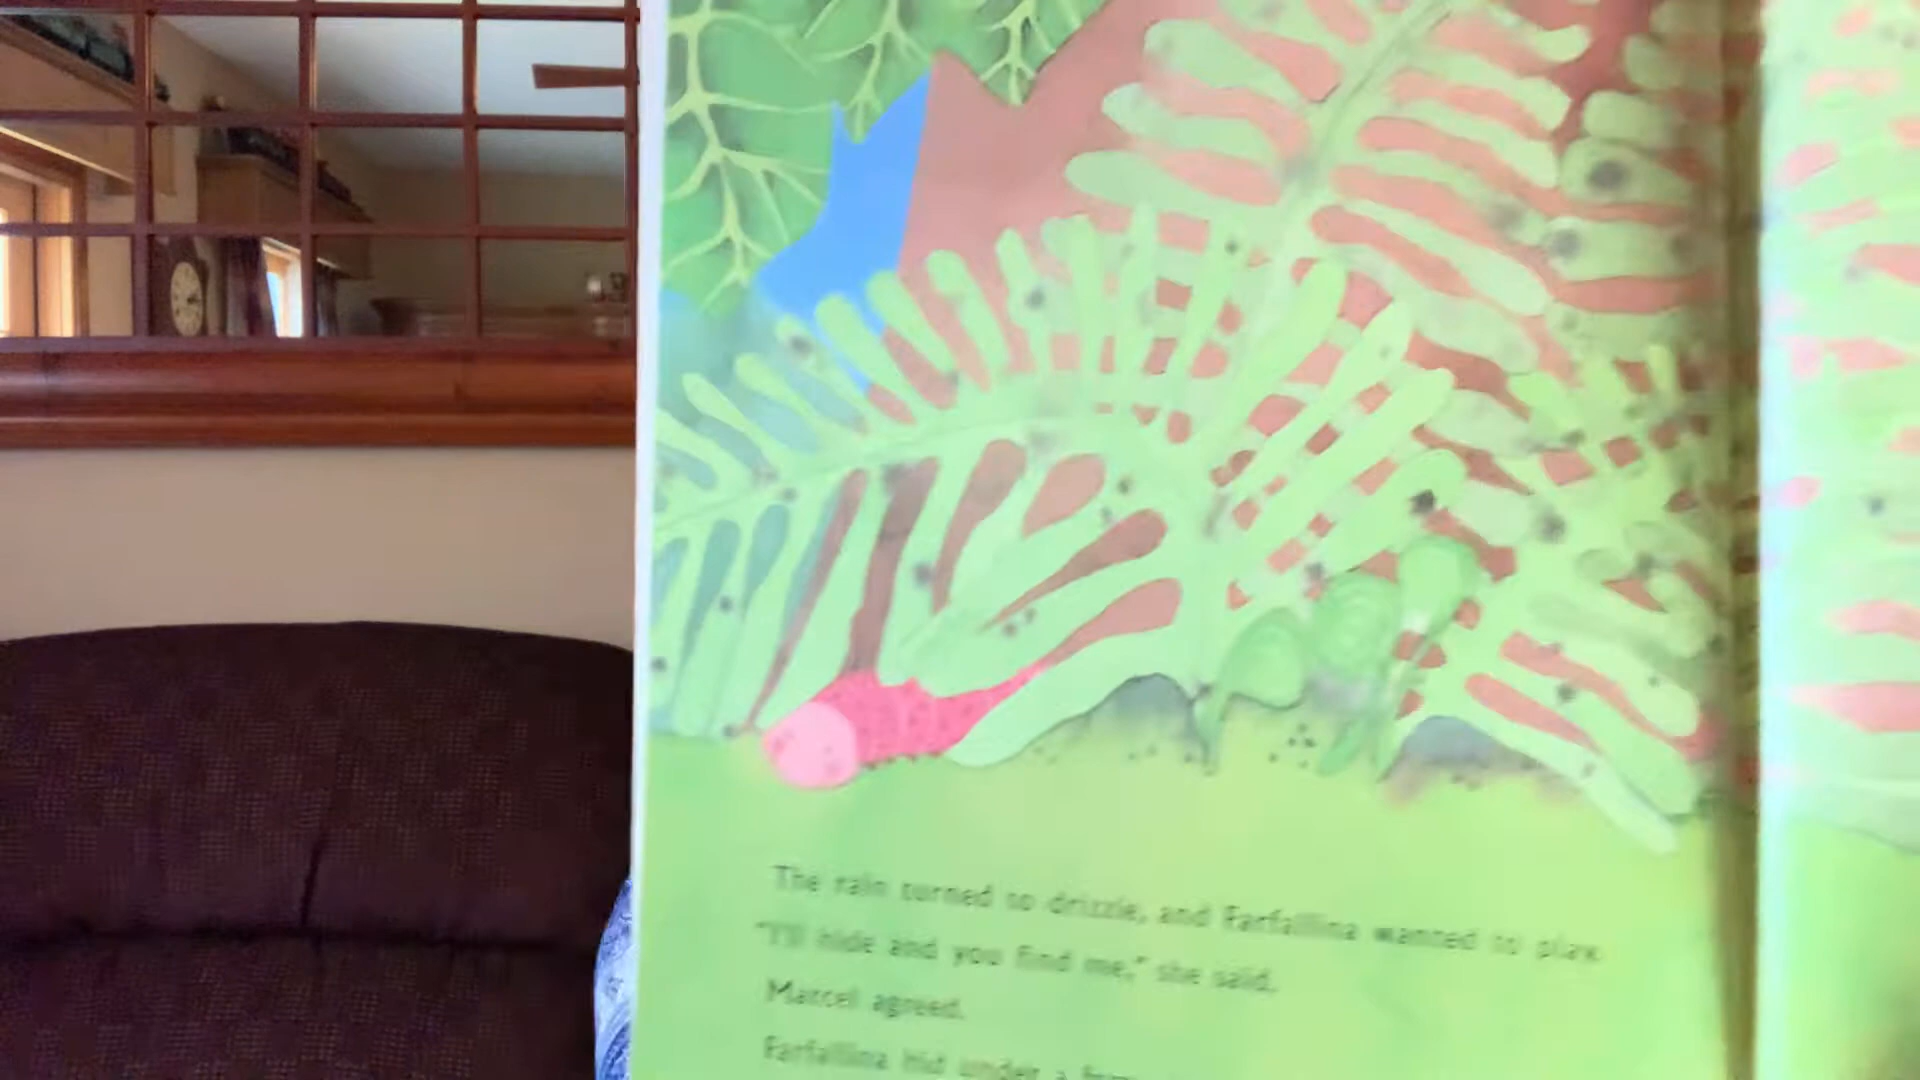 The rain turned to drizzle, and Farfallina wanted to play.
"I'll hide and you find me," she said.
Marcel agreed.
Farfallina hid under a fern